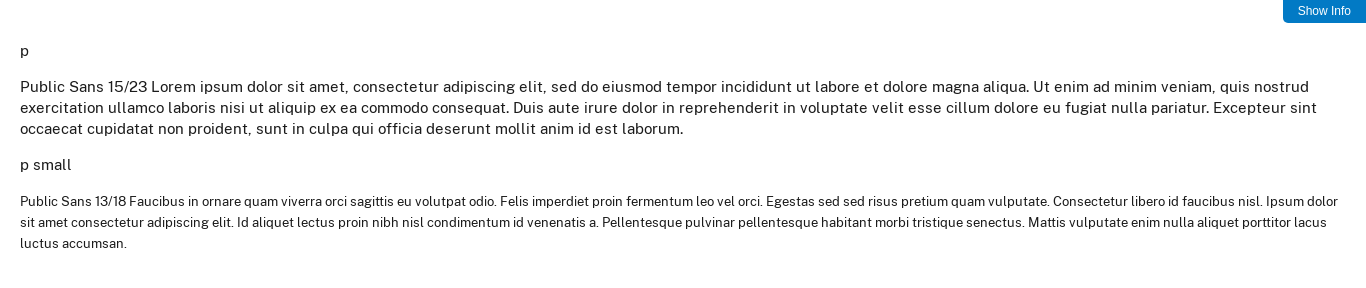 Show Info
p
Public Sans 15/23 Lorem ipsum dolor sit amet, consectetur adipiscing elit, sed do eiusmod tempor incididunt ut labore et dolore magna aliqua. Ut enim ad minim veniam, quis nostrud
exercitation ullamco laboris nisi ut aliquip ex ea commodo consequat. Duis aute irure dolor in reprehenderit in voluptate velit esse cillum dolore eu fugiat nulla pariatur. Excepteur sint
occaecat cupidatat non proident, sunt in culpa qui officia deserunt mollit anim id est laborum.
p small
Public Sans 13/18 Faucibus in ornare quam viverra orci sagittis eu volutpat odio. Felis imperdiet proin fermentum leo vel orci. Egestas sed sed risus pretium quam vulputate. Consectetur libero id faucibus nisl. Ipsum dolor
sit amet consectetur adipiscing elit. Id aliquet lectus proin nibh nisl condimentum id venenatis a. Pellentesque pulvinar pellentesque habitant morbi tristique senectus. Mattis vulputate enim nulla aliquet porttitor lacus
luctus accumsan.